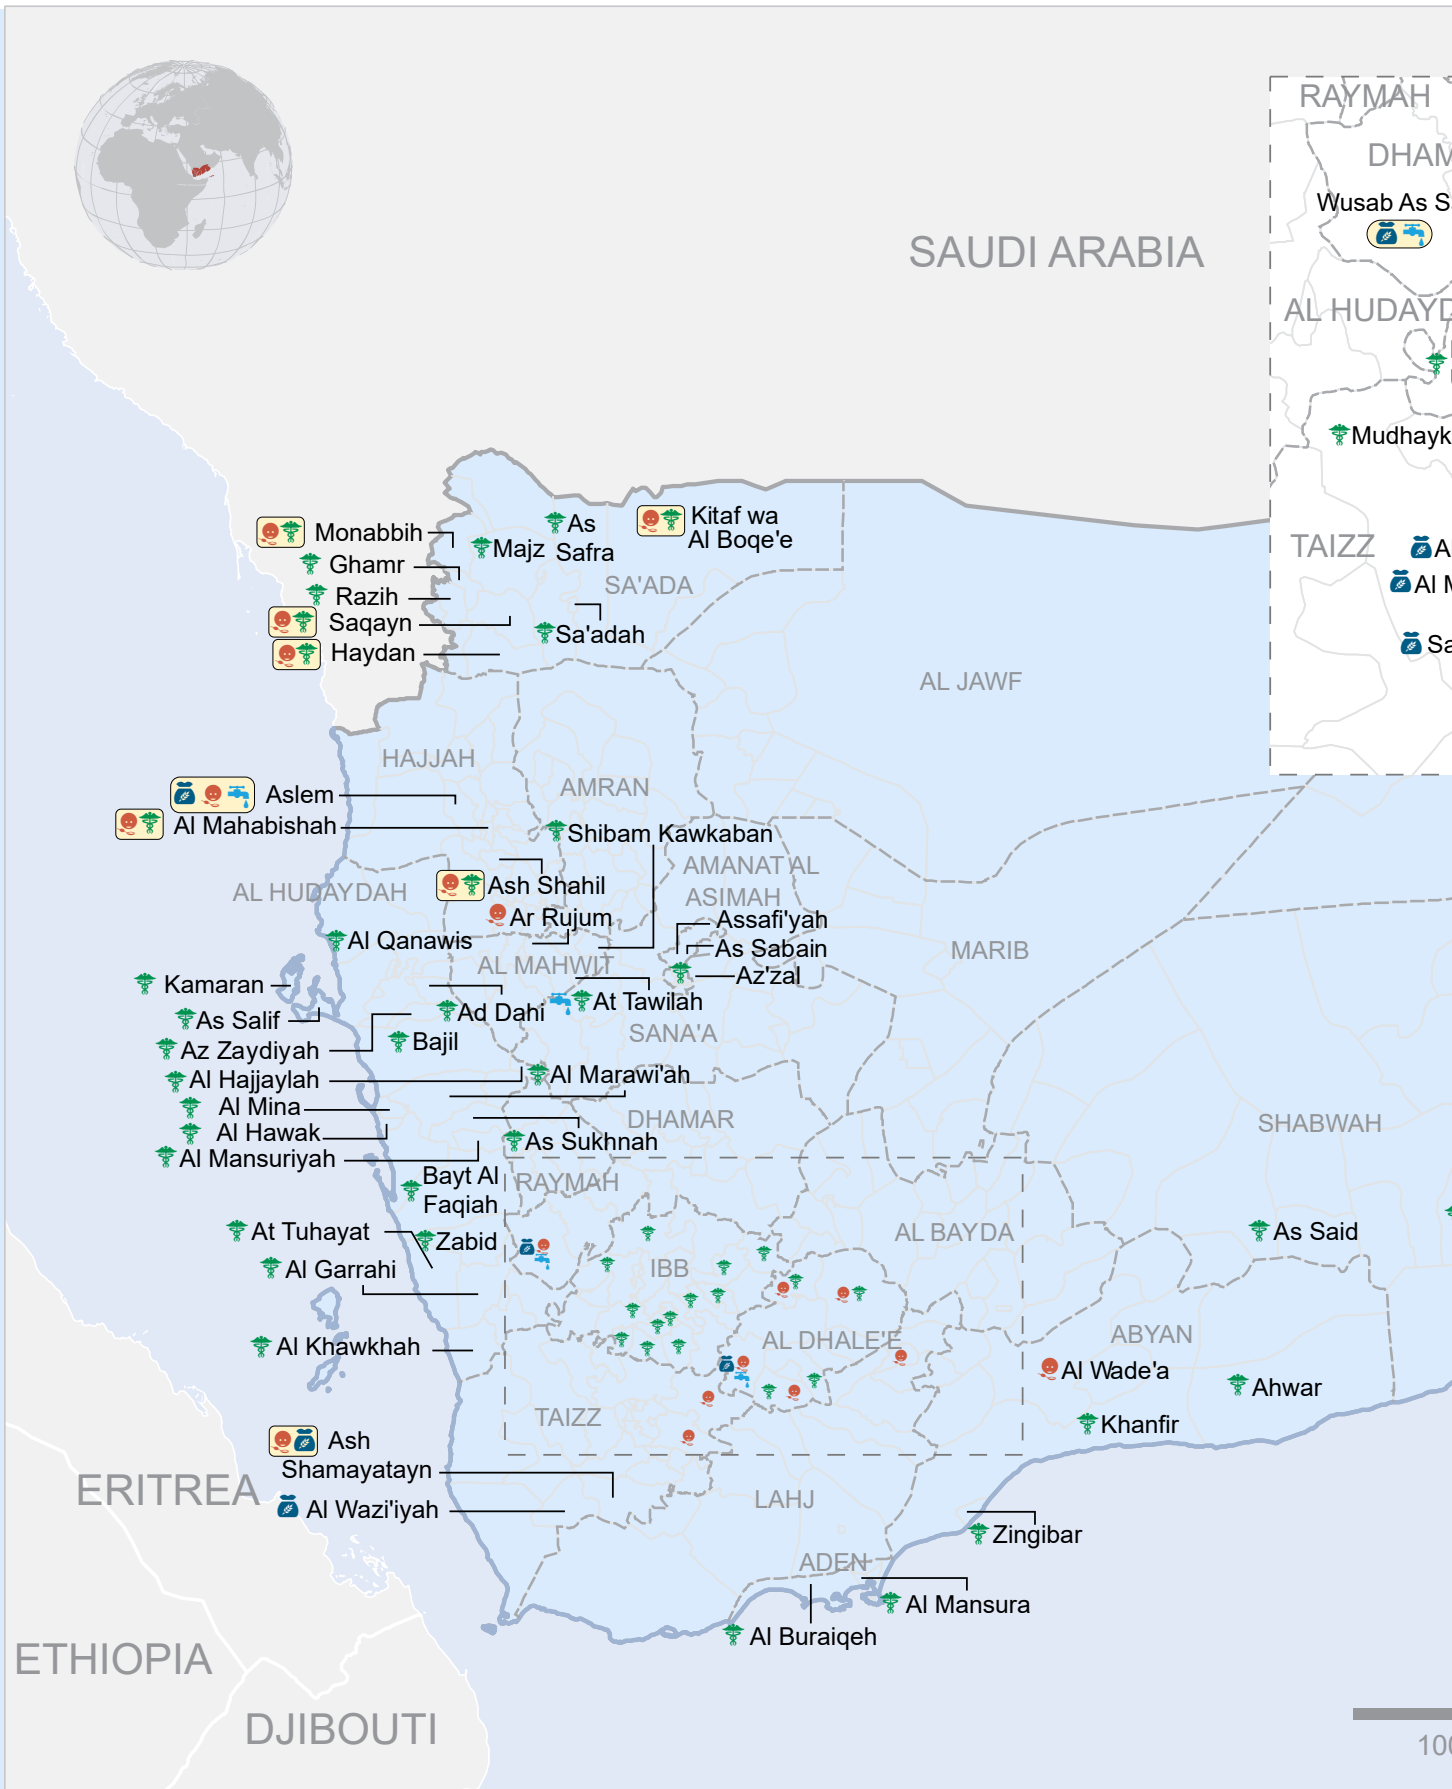 RAYMAH
Wusab As
SAUDI ARABIA
AL
TAIZZ
Al
Monabbih
Ghamr
Razih
Saqayn
Haydan
Majz
As
Safra
Kitaf wa
Al Boqe'e
SA'ADA
Sa'adah
AL JAWF
HAJJAH
AMRAN
Aslem
Al Mahabishah
Shibam Kawkaban
AMANAT AL
ASIMAH
AL HUDAYDAH
Ash Shahil
Ar Rujum
Assafi'yah
As Sabain
Az'zal
Al Qanawis
AL MAHWIT
MARIB
Kamaran
As Salif
Ad Dahi
At Tawilah
Az Zaydiyah
Bajil
SANA'A
Al Hajjaylah
Al Marawi'ah
Al Mina
Al Hawak
Al Mansuriyah
DHAMAR
As Sukhnah
SHABWAH
Bayt Al
Faqiah
RAYMAH
At Tuhayat
Zabid
AL BAYDA
As Said
Al Garrahi
IBB
Al Khawkhah
AL DHALE'E
ABYAN
Al Wade'a
Ahwar
TAIZZ
Khanfir
Ash
Shamayatayn
ERITREA
Al Wazi'iyah
LAHJ
Zingibar
ADEN
Al Mansura
Al Buraiqeh
ETHIOPIA
DJIBOUTI